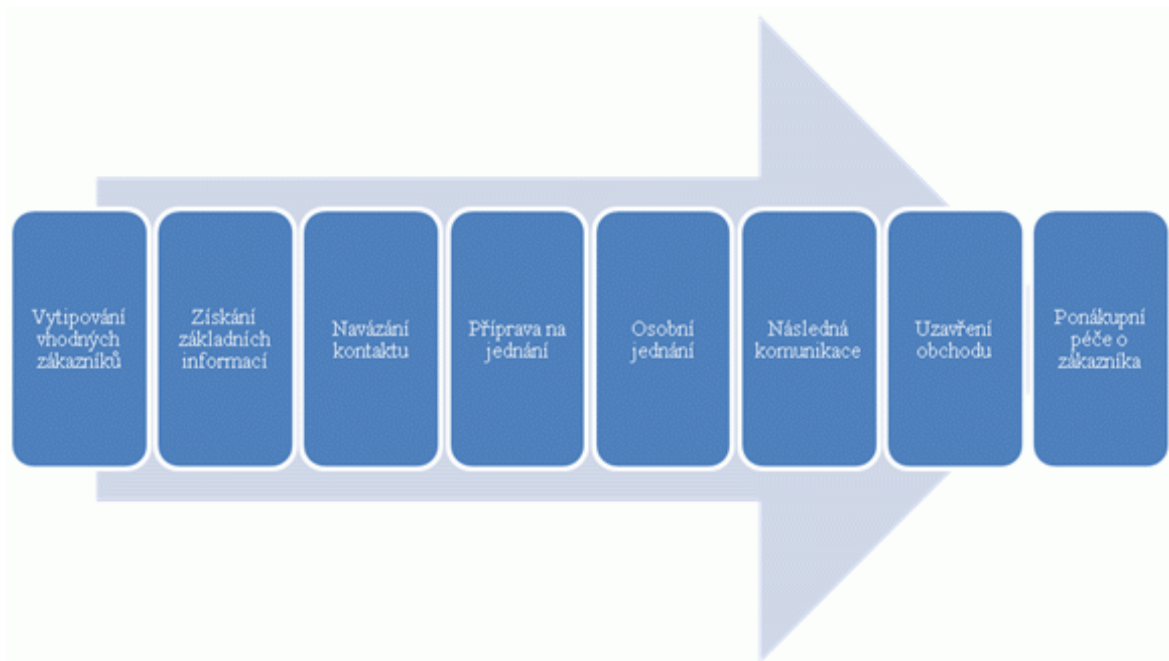 Vytipování
vhodných
zákazníků
Získání
základních
informací
Navázání
kontaktu
Příprava na
jednání
Osobní
jednání
Následná
komunikace
Uzavření
obchodu
Ponákupní
péče o
zákazníka